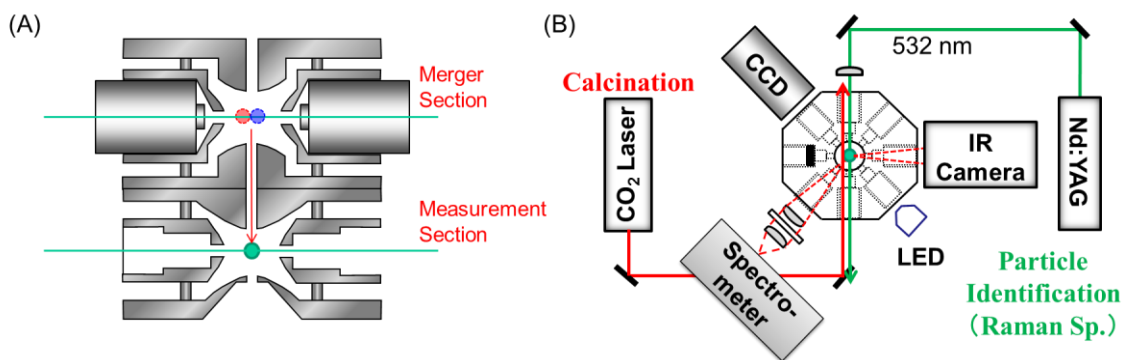 (A)
Merger
Section
Measurement
Section
(B)
532 nm
CCD
Calcination
CO₂ Laser
IR
Camera
Nd:YAG
LED
Spectro-
meter
Particle
Identification
(Raman Sp.)